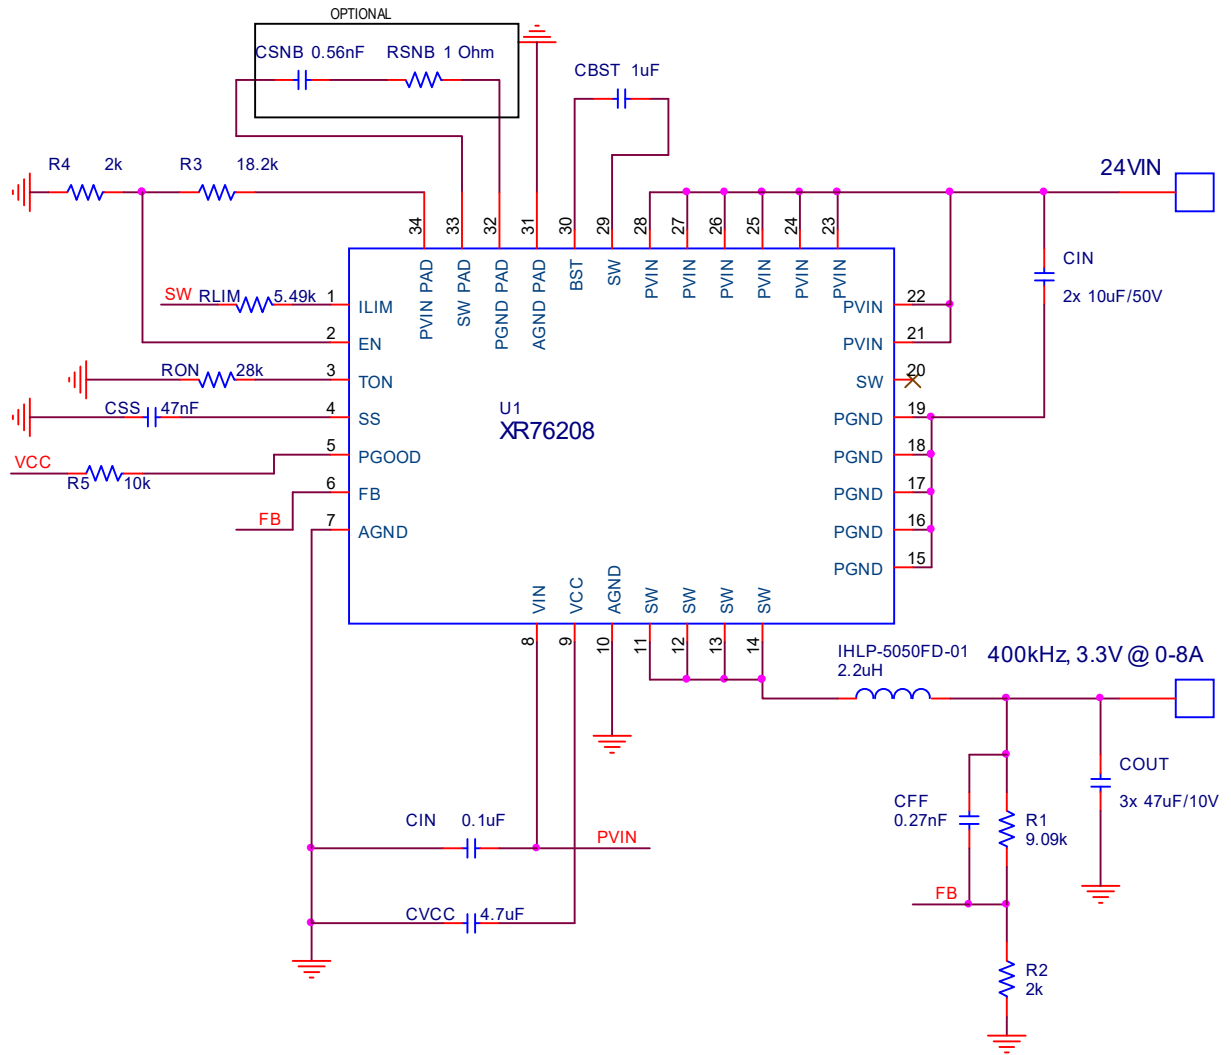 OPTIONAL
CSNB 0.56nF RSNB 1 Ohm
CBST 1uF
R4 2k R3 18.2k
24VIN
34 33 32 31 30 29 28 27 26 25 24 23
PVIN PAD SW PAD PGND PAD AGND PAD BST SW PVIN PVIN PVIN PVIN PVIN PVIN
CIN
2x 10uF/50V
SW RLIM 5.49k 1 ILIM
PVIN 22
2 EN
PVIN 21
RON 28k 3 TON
SW 20
CSS 47nF 4 SS
PGND 19
U1
XR76208
VCC R5 10k 5 PGOOD
PGND 18
FB 6 FB
PGND 17
7 AGND
PGND 16
PGND 15
VIN VCC AGND SW SW SW SW
8 9 10 11 12 13 14
IHLP-5050FD-01
2.2uH
400kHz, 3.3V @ 0-8A
COUT
3x 47uF/10V
CFF
0.27nF
R1
9.09k
CIN 0.1uF PVIN
FB
CVCC 4.7uF
R2
2k